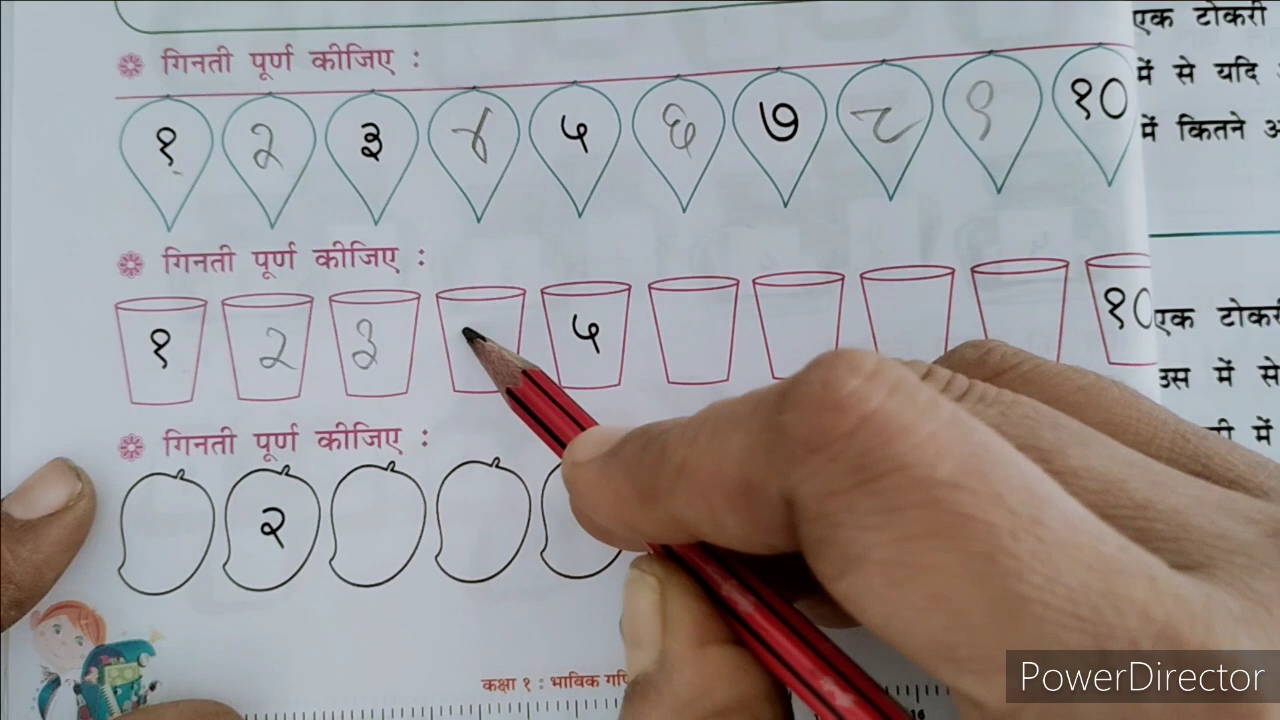 एक टोकरी
गिनती पूर्ण कीजिए :
में से यदि
१ २ ३ ४ ५ ६ ७ ८ ९ १०
में कितने
गिनती पूर्ण कीजिए :
१ २ ३ ५ १०
एक टोकरी
उस में से
में
गिनती पूर्ण कीजिए :
२
कक्षा १ : भाविक
16
PowerDirector